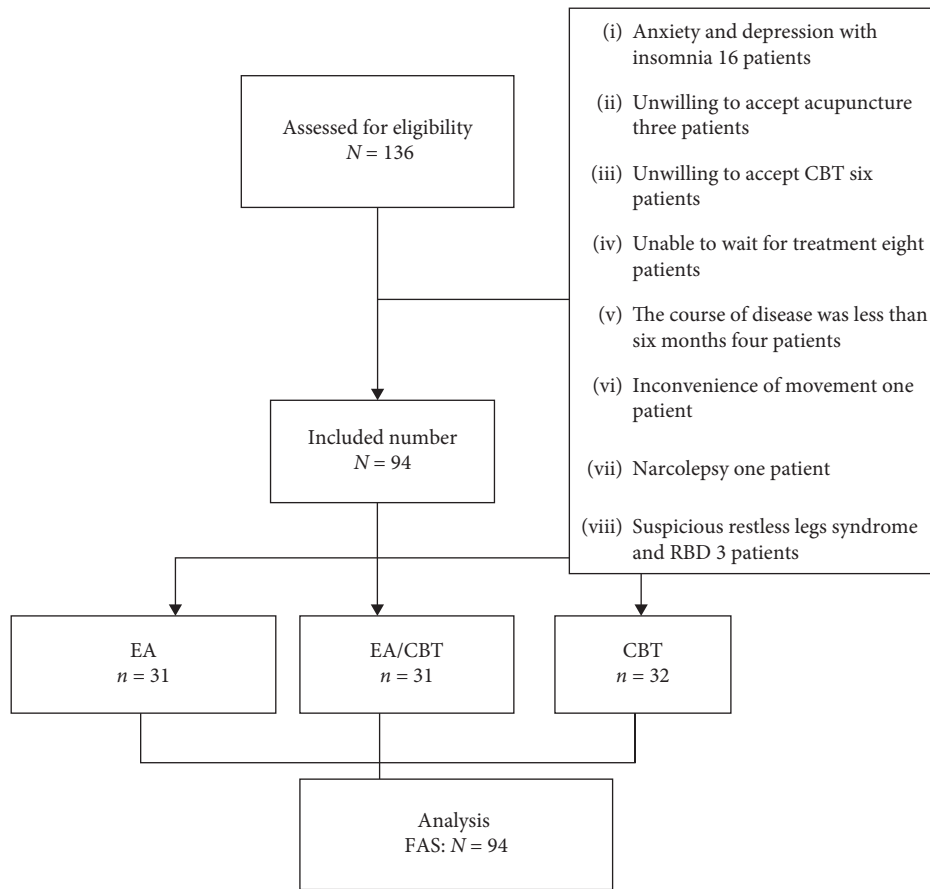 Assessed for eligibility
N = 136
(i) Anxiety and depression with
insomnia 16 patients
(ii) Unwilling to accept acupuncture
three patients
(iii) Unwilling to accept CBT six
patients
(iv) Unable to wait for treatment eight
patients
(v) The course of disease was less than
six months four patients
(vi) Inconvenience of movement one
patient
(vii) Narcolepsy one patient
(viii) Suspicious restless legs syndrome
and RBD 3 patients
Included number
N = 94
EA
n = 31
EA/CBT
n = 31
CBT
n = 32
Analysis
FAS: N = 94